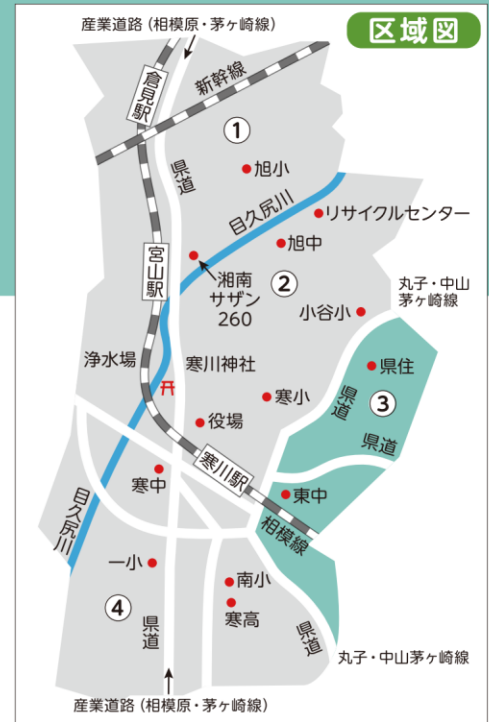 産業道路(相模原・茅ヶ崎線)
区域図
倉見駅
新幹線
①
県道
旭小
目久尻川
リサイクルセンター
旭中
宮山駅
湘南
サザン
260
②
丸子・中山
茅ヶ崎線
小谷小
浄水場
寒川神社
県住
県道
③
寒小
役場
県道
寒川駅
寒中
東中
目久尻川
相模線
一小
南小
④
寒高
県道
県道
丸子・中山茅ヶ崎線
産業道路(相模原・茅ヶ崎線)